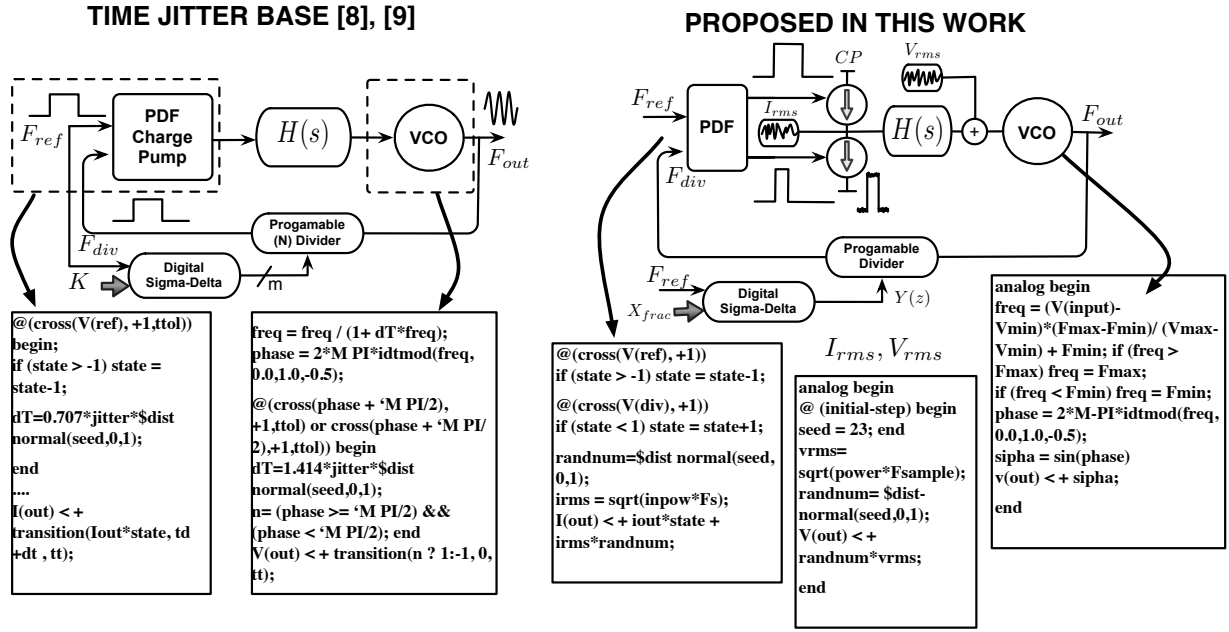 TIME JITTER BASE [8], [9]
F_ref
PDF
Charge
Pump
H(s)
VCO
F_out
F_div
Progamable
(N) Divider
K
Digital
Sigma-Delta
m
@(cross(V(ref), +1,ttol))
begin;
if (state > -1) state =
state-1;
dT=0.707*jitter*$dist
normal(seed,0,1);
end
....
I(out) < +
transition(Iout*state, td
+dt , tt);
freq = freq / (1+ dT*freq);
phase = 2*M PI*idtmod(freq,
0.0,1.0,-0.5);
@(cross(phase + ‘M PI/2),
+1,ttol) or cross(phase + ‘M PI/
2),+1,ttol)) begin
dT=1.414*jitter*$dist
normal(seed,0,1);
n= (phase >= ‘M PI/2) &&
(phase < ‘M PI/2); end
V(out) < + transition(n ? 1:-1, 0,
tt);
PROPOSED IN THIS WORK
CP
V_rms
F_ref
PDF
I_rms
H(s)
+
VCO
F_out
F_div
Progamable
Divider
F_ref
X_frac
Digital
Sigma-Delta
Y(z)
@(cross(V(ref), +1))
if (state > -1) state = state-1;
@(cross(V(div), +1))
if (state < 1) state = state+1;
randnum=$dist normal(seed,
0,1);
irms = sqrt(inpow*Fs);
I(out) < + iout*state +
irms*randnum;
I_rms, V_rms
analog begin
@ (initial-step) begin
seed = 23; end
vrms=
sqrt(power*Fsample);
randnum= $dist-
normal(seed,0,1);
V(out) < +
randnum*vrms;
end
analog begin
freq = (V(input)-
Vmin)*(Fmax-Fmin)/ (Vmax-
Vmin) + Fmin; if (freq >
Fmax) freq = Fmax;
if (freq < Fmin) freq = Fmin;
phase = 2*M-PI*idtmod(freq,
0.0,1.0,-0.5);
sipha = sin(phase)
v(out) < + sipha;
end